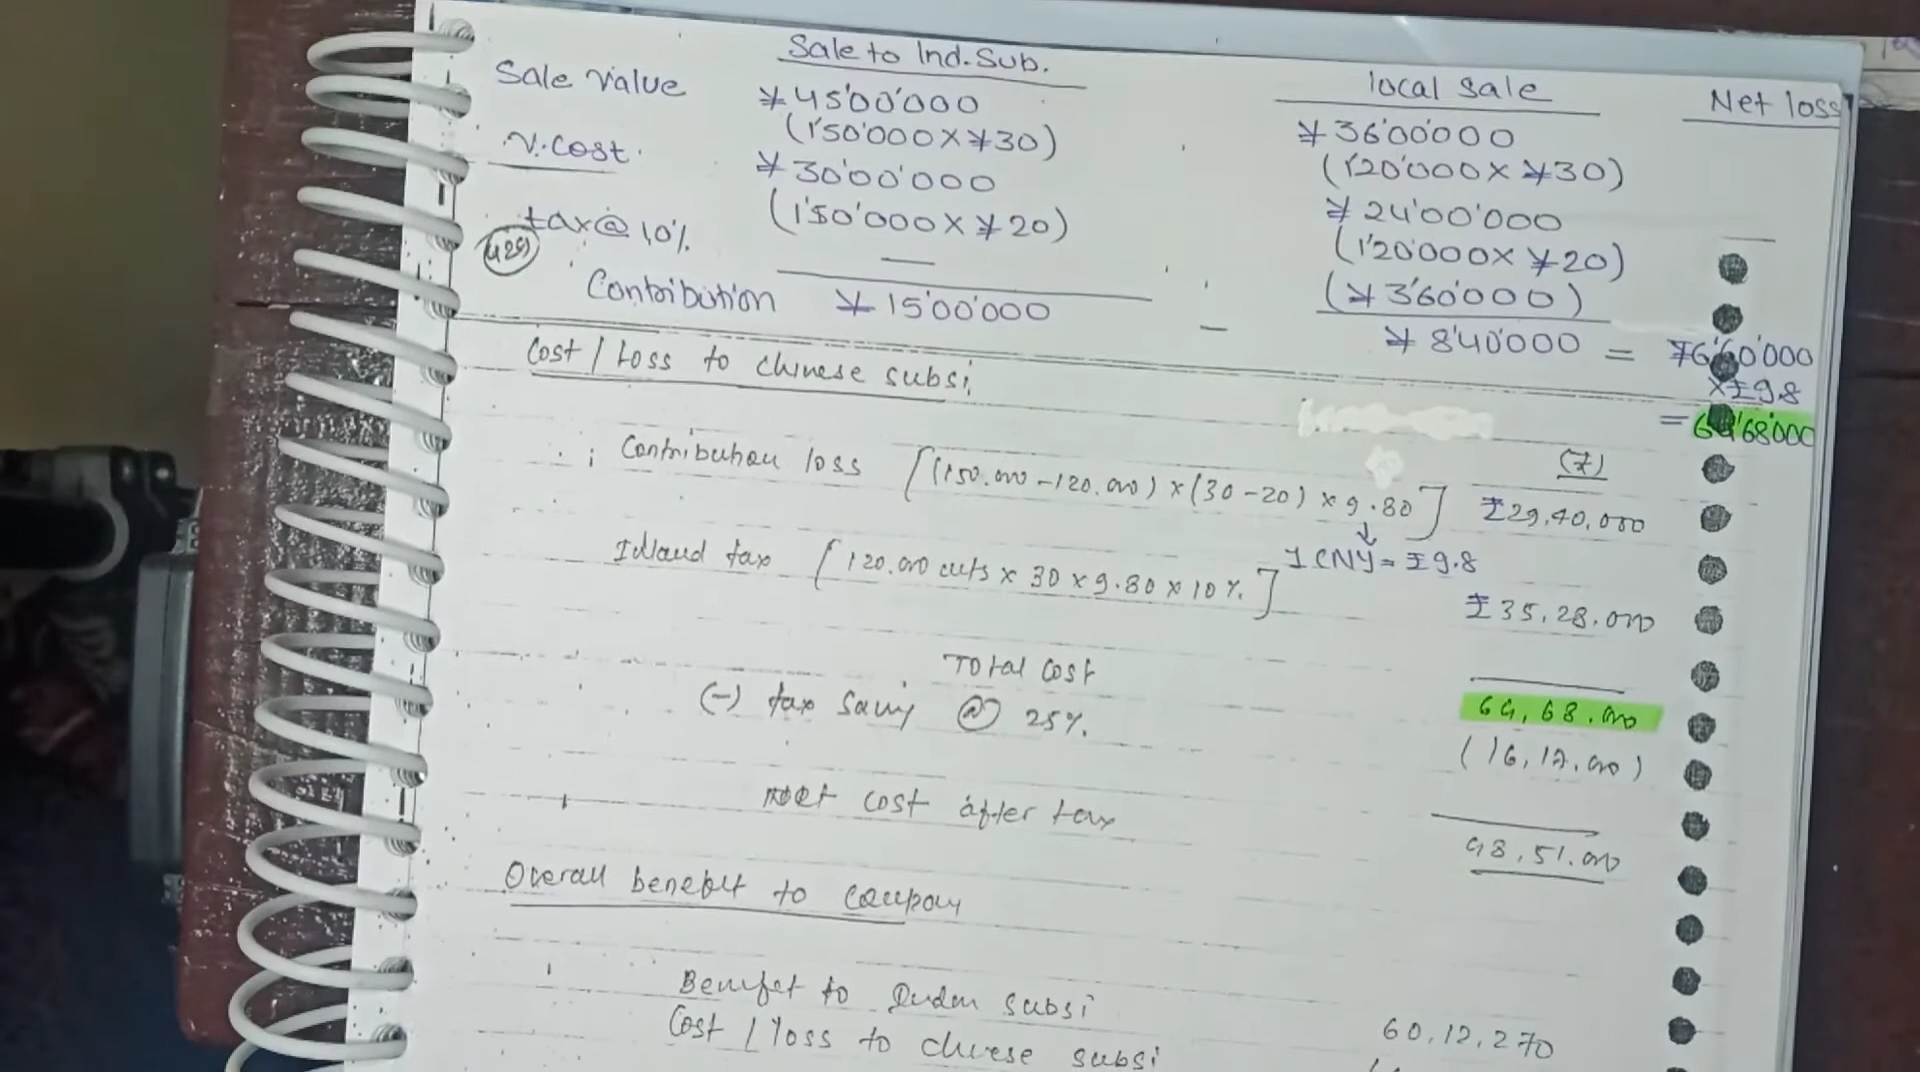 Sale to Ind.Sub.
local sale
Net loss
Sale Value
¥45'00'000
¥36'00'000
(1'50'000×¥30)
(1'20'000×¥30)
V.Cost
¥30'00'000
¥24'00'000
(1'50'000×¥20)
(1'20'000×¥20)
tax@10%
—
(¥3'60'000)
Contribution ¥15'00'000 — ¥8'40'000 = ¥6'60'000
×₹9.8
= 64'68'000
Cost / Loss to chinese subsi,
(₹)
Contribution loss [(150.000-120.000) × (30-20) × 9.80] ₹29,40,000
↓
1 CNY = ₹9.8
Inland tax [120.000 cuts × 30 × 9.80 × 10%] ₹35,28.000
Total Cost 64,68.000
(-) tax saving @ 25%. (16,17.000)
Net cost after tax 48,51.000
Overall benefit to company
Benefit to Indian subsi 60,12,270
Cost / loss to chinese subsi